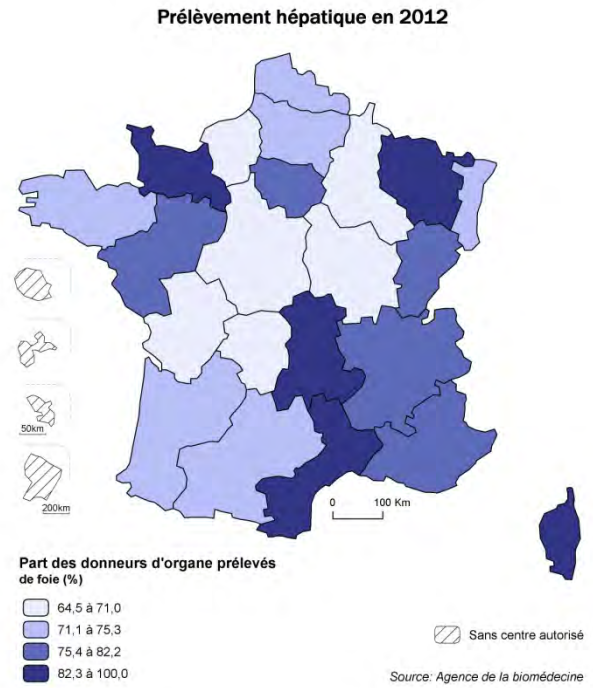 Prélèvement hépatique en 2012
50km
200km
0 100 Km
Part des donneurs d'organe prélevés
de foie (%)
64,5 à 71,0
71,1 à 75,3
75,4 à 82,2
82,3 à 100,0
Sans centre autorisé
Source: Agence de la biomédecine